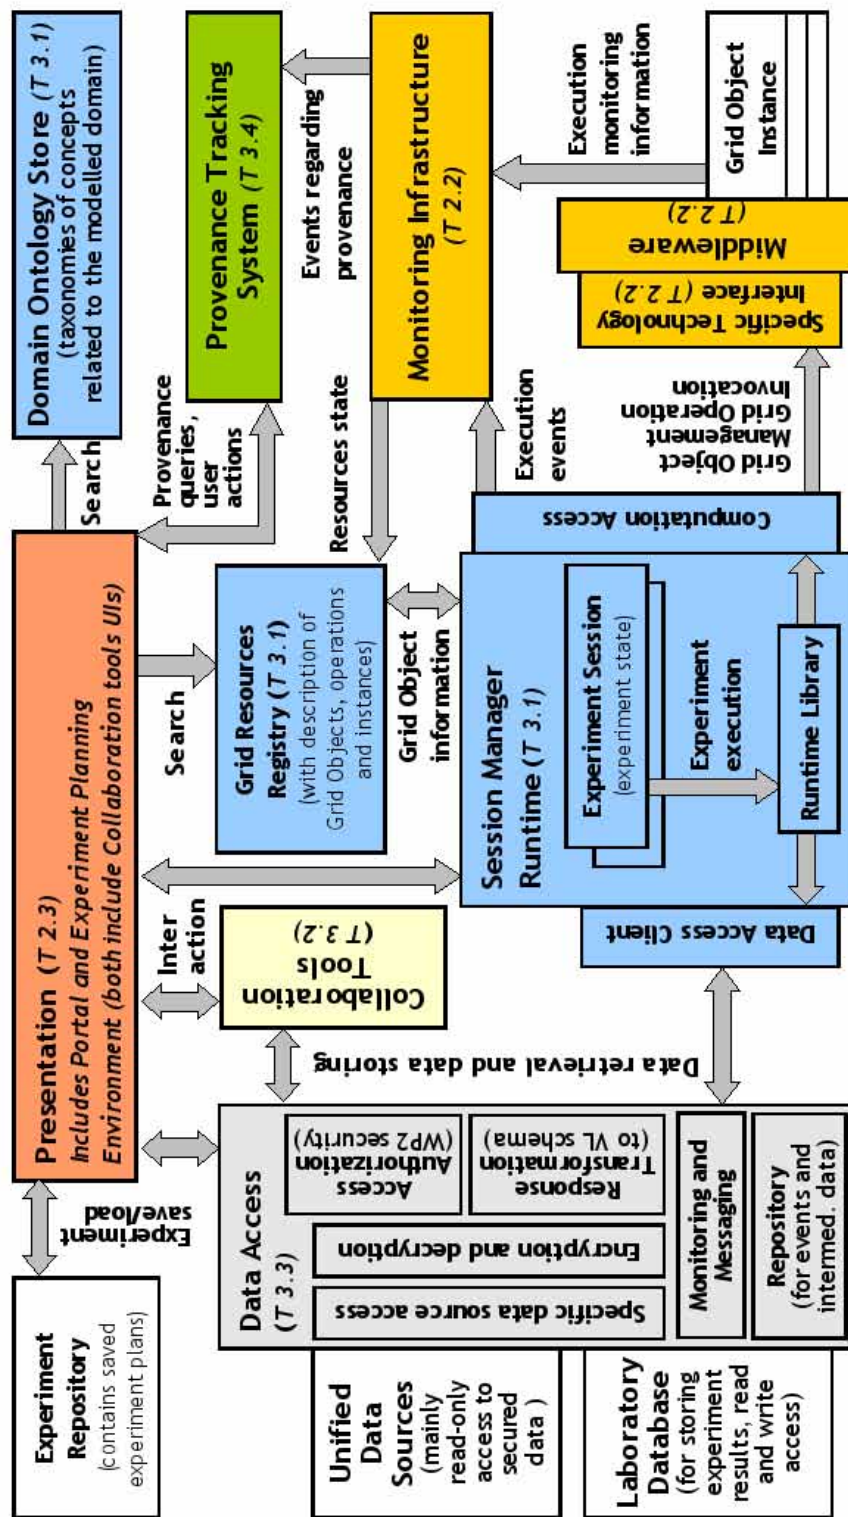 Experiment
Repository
(contains saved
experiment plans)
Experiment
save/load
Presentation (T 2.3)
Includes Portal and Experiment Planning
Environment (both include Collaboration tools UIs)
Search
Domain Ontology Store (T 3.1)
(taxonomies of concepts
related to the modelled domain)
Inter
action
Search
Provenance
queries,
user
actions
Provenance Tracking
System (T 3.4)
Collaboration
Tools
(T 3.2)
Grid Resources
Registry (T 3.1)
(with description of
Grid Objects, operations
and instances)
Resources state
Events regarding
provenance
Unified
Data
Sources
(mainly
read-only
access to
secured
data )
Data Access
(T 3.3)
Specific data source access
Encryption and decryption
Access
Authorization
(WP2 security)
Response
Transformation
(to VL schema)
Data retrieval and data storing
Grid Object
information
Monitoring Infrastructure
(T 2.2)
Session Manager
Runtime (T 3.1)
Experiment Session
(experiment state)
Experiment
execution
Runtime Library
Data Access Client
Computation Access
Execution
events
Execution
monitoring
information
Laboratory
Database
(for storing
experiment
results, read
and write
access)
Monitoring and
Messaging
Repository
(for events and
intermed. data)
Grid Object
Management
Grid Operation
Invocation
Specific Technology
Interface (T 2.2)
Middleware
(T 2.2)
Grid Object
Instance